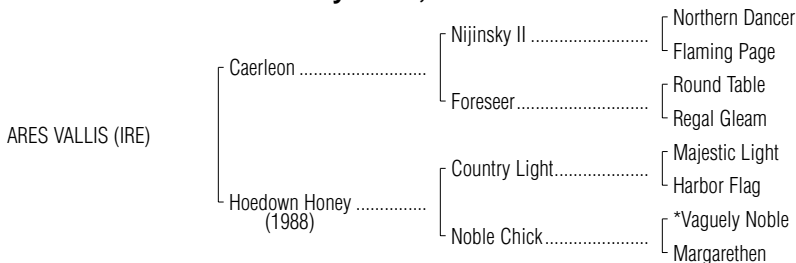 Northern Dancer
Nijinsky II
Flaming Page
Caerleon
Round Table
Foreseer
Regal Gleam
ARES VALLIS (IRE)
Majestic Light
Country Light
Harbor Flag
Hoedown Honey
(1988)
*Vaguely Noble
Noble Chick
Margarethen